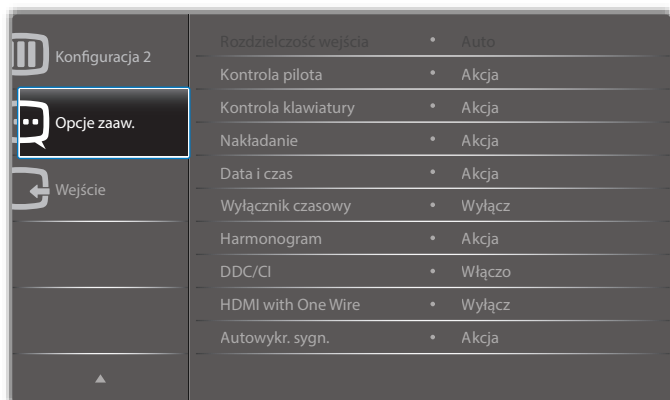 Konfiguracja 2
Opcje zaaw.
Wejście
Rozdzielczość wejścia • Auto
Kontrola pilota • Akcja
Kontrola klawiatury • Akcja
Nakładanie • Akcja
Data i czas • Akcja
Wyłącznik czasowy • Wyłącz
Harmonogram • Akcja
DDC/CI • Włączo
HDMI with One Wire • Wyłącz
Autowykr. sygn. • Akcja